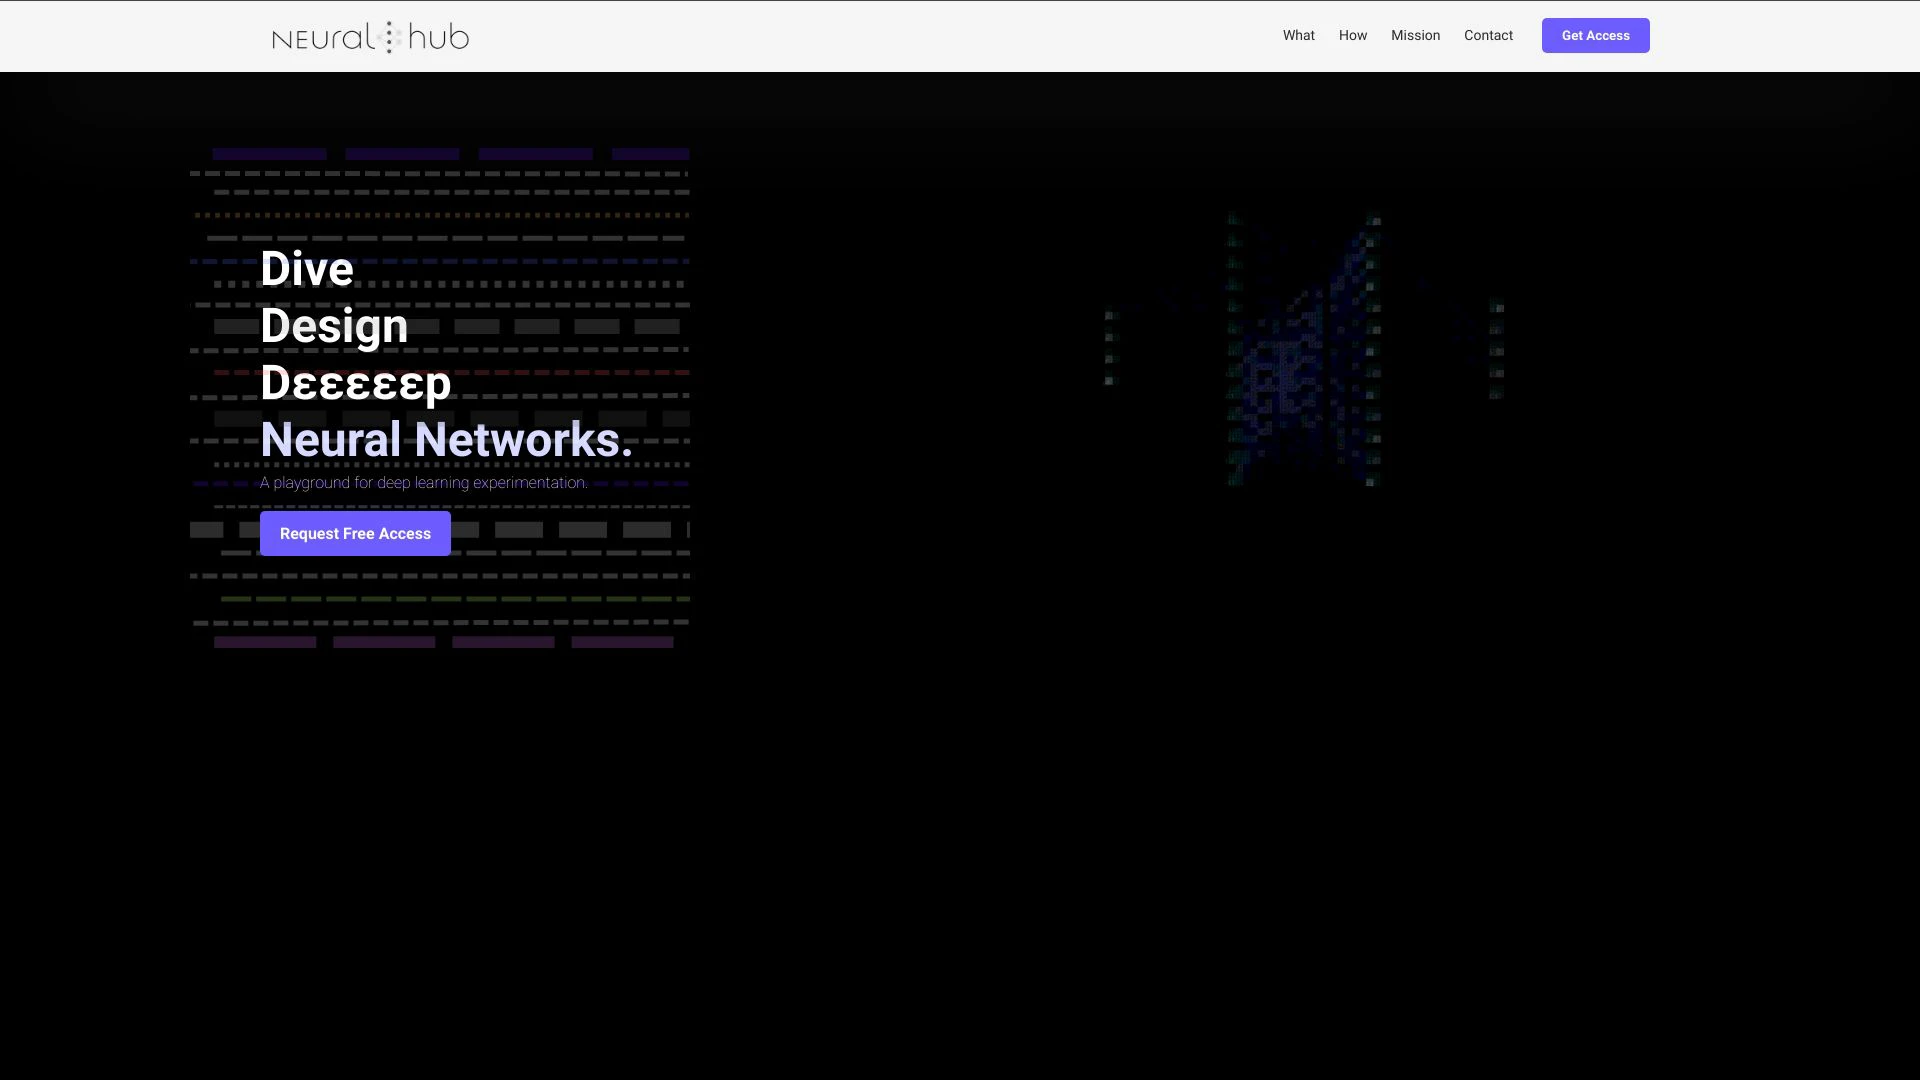 Neural hub
What How Mission Contact Get Access
Dive
Design
Dεεεεεp
Neural Networks.
A playground for deep learning experimentation.
Request Free Access